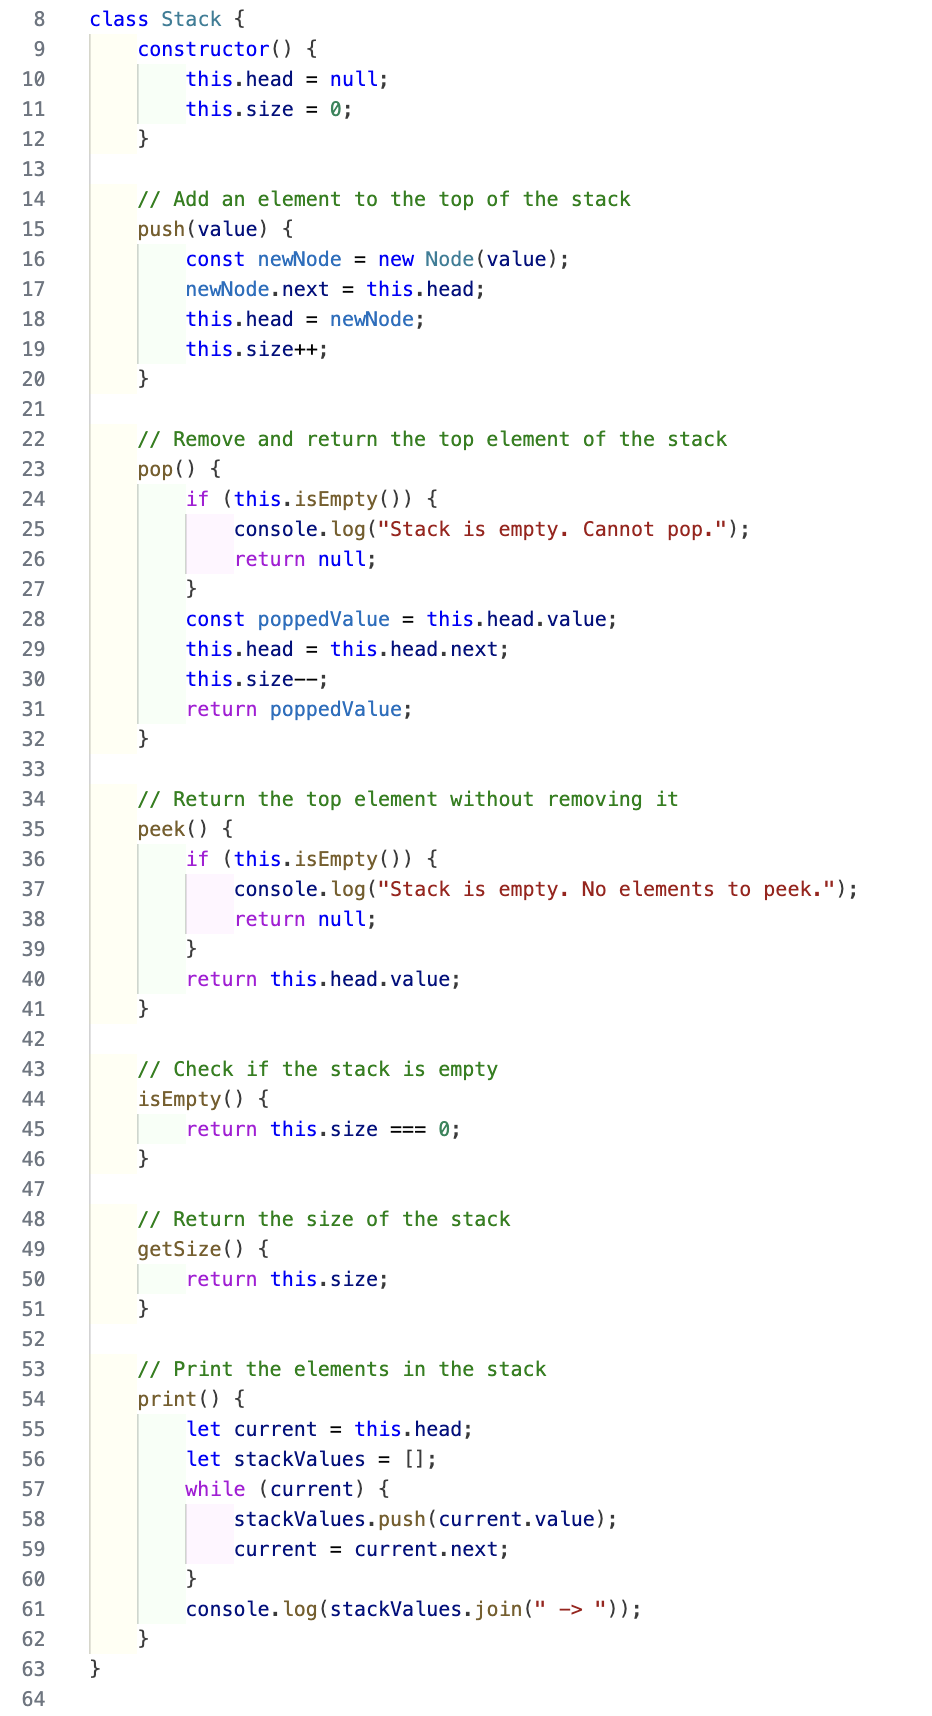 8 class Stack {
9     constructor() {
10         this.head = null;
11         this.size = 0;
12     }
13
14     // Add an element to the top of the stack
15     push(value) {
16         const newNode = new Node(value);
17         newNode.next = this.head;
18         this.head = newNode;
19         this.size++;
20     }
21
22     // Remove and return the top element of the stack
23     pop() {
24         if (this.isEmpty()) {
25             console.log("Stack is empty. Cannot pop.");
26             return null;
27         }
28         const poppedValue = this.head.value;
29         this.head = this.head.next;
30         this.size--;
31         return poppedValue;
32     }
33
34     // Return the top element without removing it
35     peek() {
36         if (this.isEmpty()) {
37             console.log("Stack is empty. No elements to peek.");
38             return null;
39         }
40         return this.head.value;
41     }
42
43     // Check if the stack is empty
44     isEmpty() {
45         return this.size === 0;
46     }
47
48     // Return the size of the stack
49     getSize() {
50         return this.size;
51     }
52
53     // Print the elements in the stack
54     print() {
55         let current = this.head;
56         let stackValues = [];
57         while (current) {
58             stackValues.push(current.value);
59             current = current.next;
60         }
61         console.log(stackValues.join(" -> "));
62     }
63 }
64